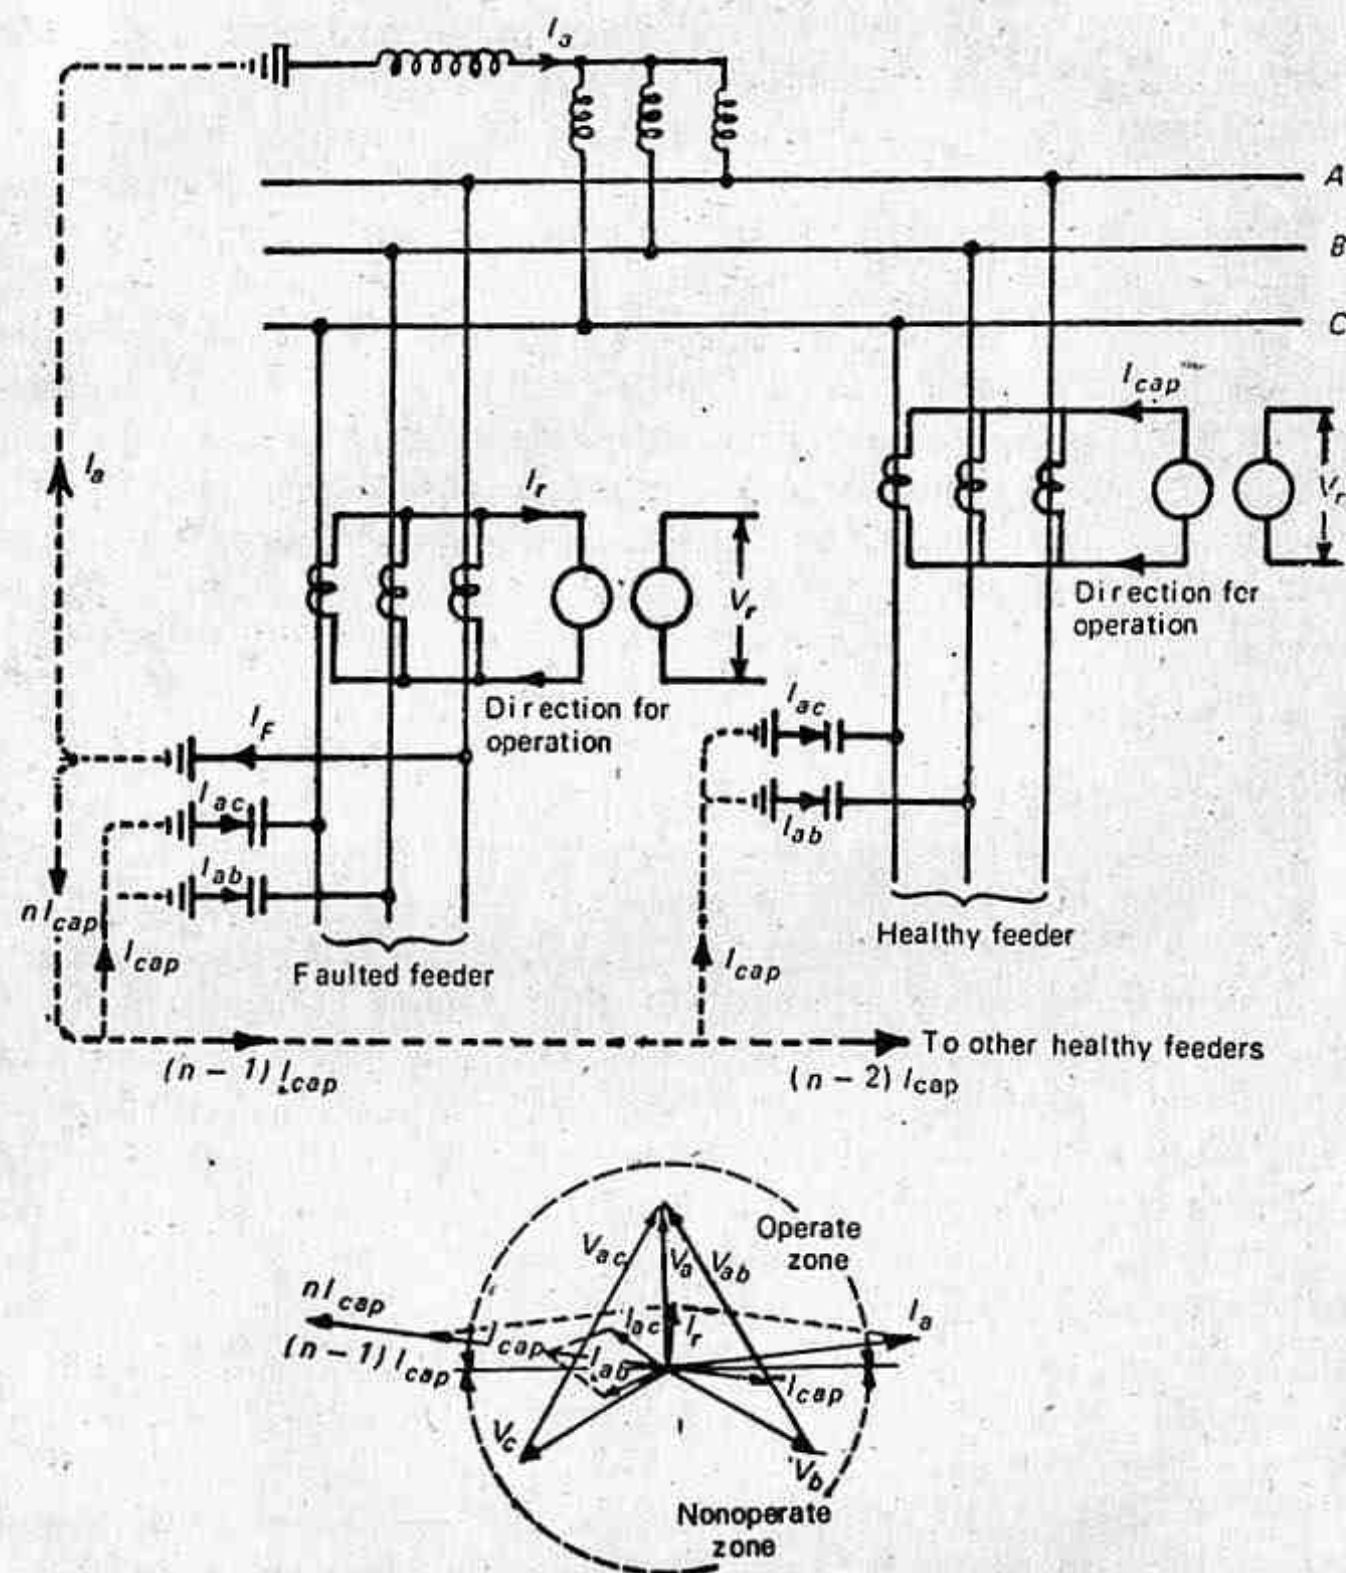 I_a
A
B
C
I_cap
I_a
I_r
V_r
V_r
Direction for
operation
Direction for
operation
I_ac
I_F
I_ac
I_ab
I_ab
nI_cap
I_cap
Healthy feeder
I_cap
Faulted feeder
To other healthy feeders
(n - 1) I_cap
(n - 2) I_cap
Operate
zone
V_ac
V_a
V_ab
nI_cap
I_ac
I_r
I_a
(n - 1) I_cap
I_cap
I_ab
I_cap
V_c
V_b
Nonoperate
zone